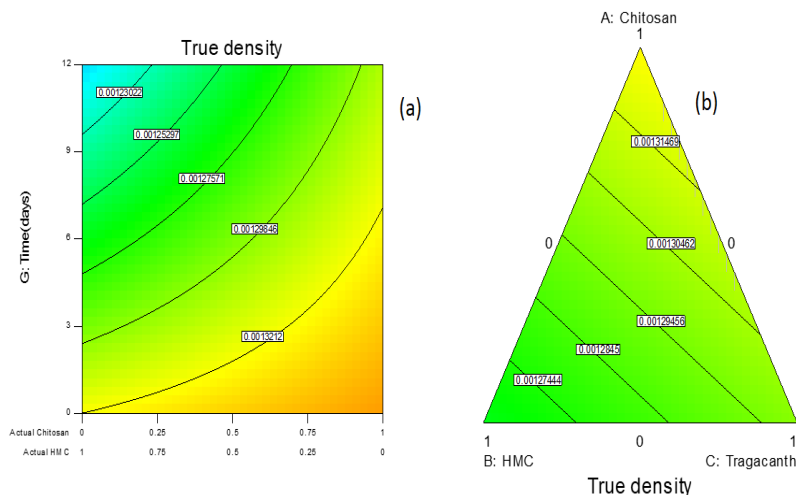 True density
(a)
12
9
6
3
0
G: Time(days)
0.00123022
0.00125297
0.00127571
0.00129846
0.0013212
Actual Chitosan 0 0.25 0.5 0.75 1
Actual HMC 1 0.75 0.5 0.25 0
A: Chitosan
1
(b)
0.00131469
0 0
0.00130462
0.00129456
0.0012845
0.00127444
1 0 1
B: HMC C: Tragacanth
True density